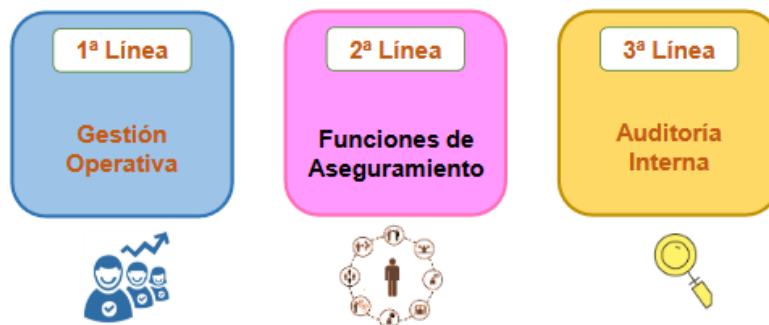 1ª Línea
Gestión
Operativa
2ª Línea
Funciones de
Aseguramiento
3ª Línea
Auditoría
Interna